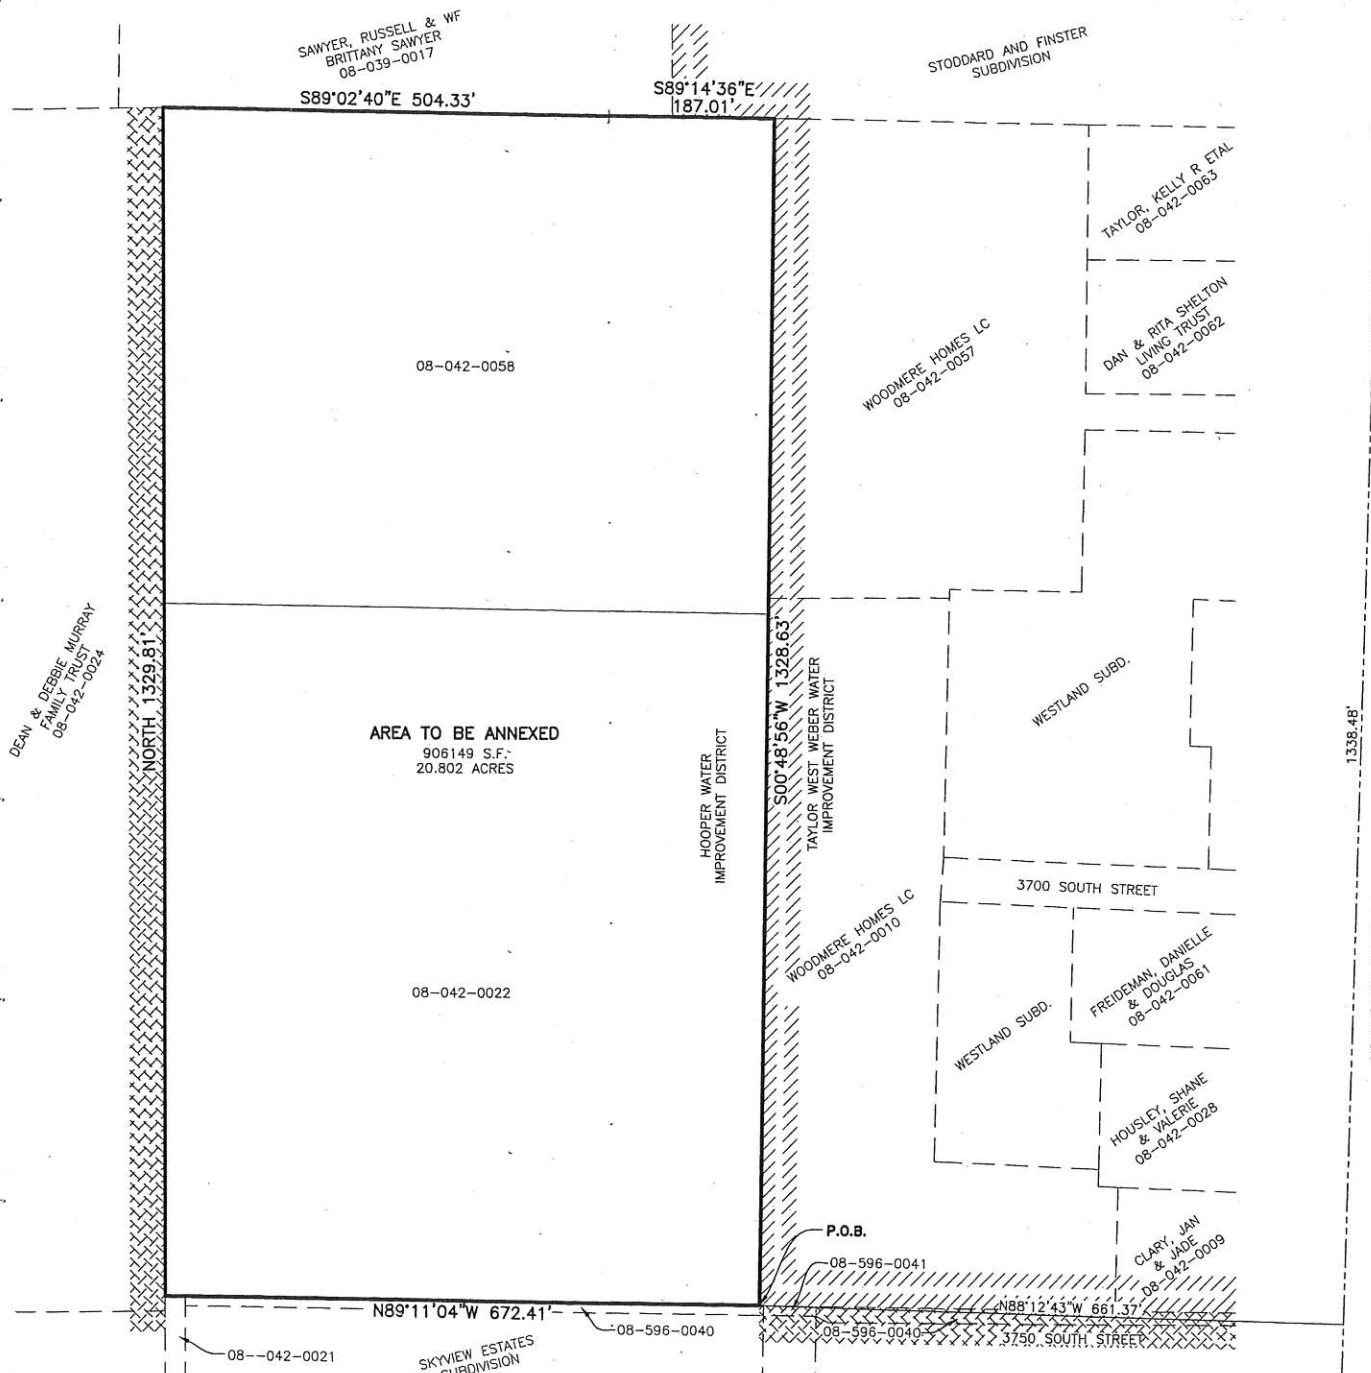 SAWYER, RUSSELL & WF
BRITTANY SAWYER
08-039-0017
STODDARD AND FINSTER
SUBDIVISION
S89°02'40"E 504.33'
S89°14'36"E
187.01'
TAYLOR, KELLY R ETAL
08-042-0063
DAN & RITA SHELTON
LIVING TRUST
08-042-0062
WOODMERE HOMES LC
08-042-0057
08-042-0058
DEAN & DEBBIE MURRAY
FAMILY TRUST
08-042-0024
NORTH 1329.81'
AREA TO BE ANNEXED
906149 S.F.
20.802 ACRES
HOOPER WATER
IMPROVEMENT DISTRICT
S00°48'56"W 1328.63'
TAYLOR WEST WEBER WATER
IMPROVEMENT DISTRICT
WESTLAND SUBD.
1338.48'
3700 SOUTH STREET
WOODMERE HOMES LC
08-042-0010
08-042-0022
WESTLAND SUBD.
FREIDEMAN, DANIELLE
& DOUGLAS
08-042-0061
HOUSLEY, SHANE
& VALERIE
08-042-0028
CLARY, JAN
& JADE
08-042-0009
P.O.B.
08-596-0041
N89°11'04"W 672.41'
N88°12'43"W 661.37'
08-596-0040
08-596-0040
3750 SOUTH STREET
08--042-0021
SKYVIEW ESTATES
SUBDIVISION